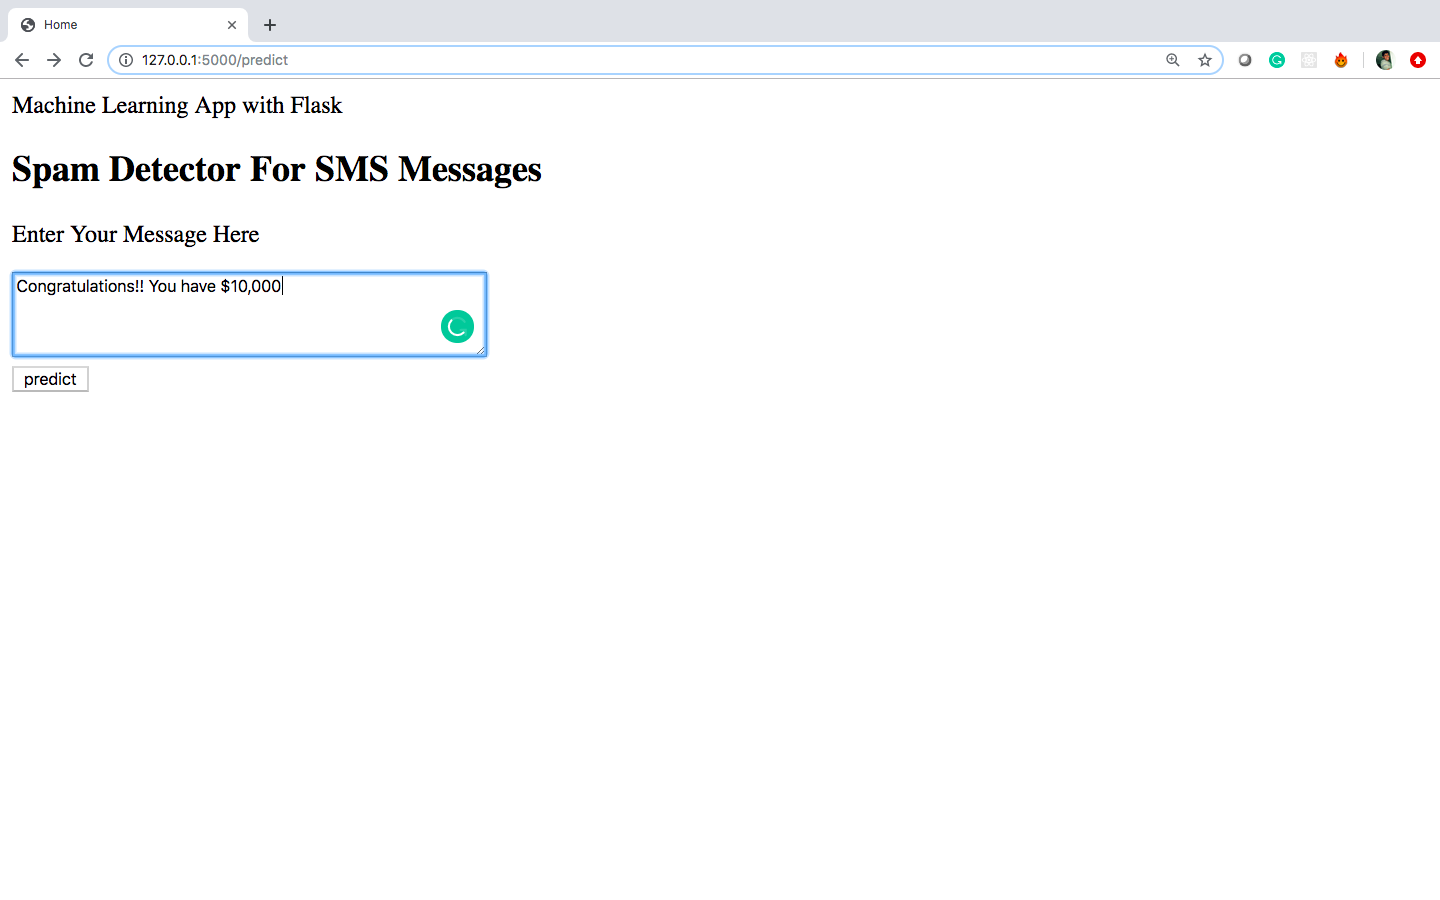 Home
127.0.0.1:5000/predict
Machine Learning App with Flask
Spam Detector For SMS Messages
Enter Your Message Here
Congratulations!! You have $10,000
predict